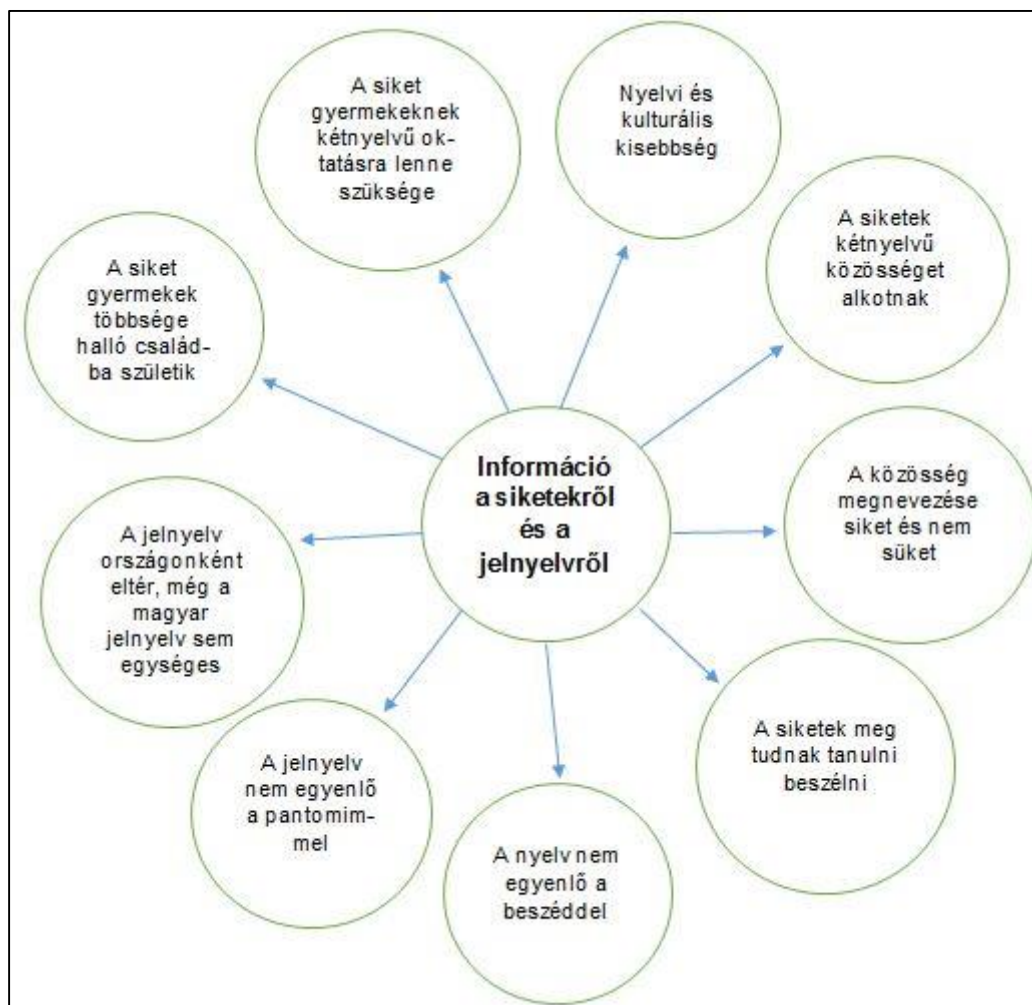 A siket
gyermekeknek
kétnyelvű ok-
tatásra lenne
szüksége
Nyelvi és
kulturális
kisebbség
A siketek
kétnyelvű
közösséget
alkotnak
A közösség
megnevezése
siket és nem
süket
A siketek meg
tudnak tanulni
beszélni
A nyelv nem
egyenlő a
beszéddel
A jelnyelv
nem egyenlő
a pantomim-
mel
A jelnyelv
országonként
eltér, még a
magyar
jelnyelv sem
egységes
A siket
gyermekek
többsége
halló család-
ba születik
Információ
a siketekről
és a
jelnyelvről